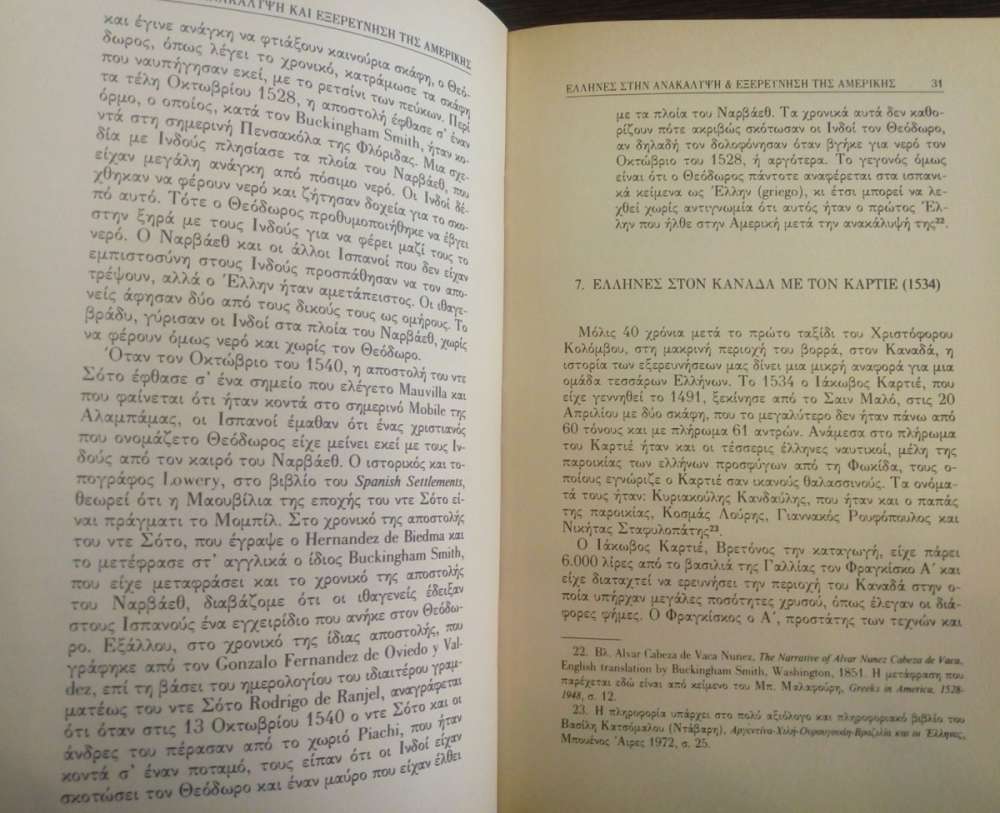 ΑΝΑΚΑΛΥΨΗ ΚΑΙ ΕΞΕΡΕΥΝΗΣΗ ΤΗΣ ΑΜΕΡΙΚΗΣ
και έγινε ανάγκη να φτιάξουν καινούρια σκάφη, ο Θεό-
δωρος, όπως λέγει το χρονικό, κατράμωσε τα σκάφη
που ναυπήγησαν εκεί, με το ρετσίνι των πεύκων. Περί
τα τέλη Οκτωβρίου 1528, η αποστολή έφθασε σ' έναν
όρμο, ο οποίος, κατά τον Buckingham Smith, ήταν κο-
ντά στη σημερινή Πενσακόλα της Φλόριδας. Μια σχε-
δία με Ινδούς πλησίασε τα πλοία του Ναρβάεθ, που
είχαν μεγάλη ανάγκη από πόσιμο νερό. Οι Ινδοί δέ-
χθηκαν να φέρουν νερό και ζήτησαν δοχεία για το σκο-
πό αυτό. Τότε ο Θεόδωρος προθυμοποιήθηκε να έβγει
στην ξηρά με τους Ινδούς για να φέρει μαζί τους το
νερό. Ο Ναρβάεθ και οι άλλοι Ισπανοί που δεν είχαν
εμπιστοσύνη στους Ινδούς προσπάθησαν να τον απο-
τρέψουν, αλλά ο Έλλην ήταν αμετάπειστος. Οι ιθαγε-
νείς άφησαν δύο από τους δικούς τους ως ομήρους. Το
βράδυ, γύρισαν οι Ινδοί στα πλοία του Ναρβάεθ, χωρίς
να φέρουν όμως νερό και χωρίς τον Θεόδωρο.
Όταν τον Οκτώβριο του 1540, η αποστολή του ντε
Σότο έφθασε σ' ένα σημείο που ελέγετο Mauvilla και
που φαίνεται ότι ήταν κοντά στο σημερινό Mobile της
Αλαμπάμας, οι Ισπανοί έμαθαν ότι ένας χριστιανός
που ονομάζετο Θεόδωρος είχε μείνει εκεί με τους Ιν-
δούς από τον καιρό του Ναρβάεθ. Ο ιστορικός και το-
πογράφος Lowery, στο βιβλίο του Spanish Settlements,
θεωρεί ότι η Μαουβίλια της εποχής του ντε Σότο εί-
ναι πράγματι το Μομπίλ. Στο χρονικό της αποστολής
του ντε Σότο, που έγραψε ο Hernandez de Biedma και
το μετέφρασε στ' αγγλικά ο ίδιος Buckingham Smith,
που είχε μεταφράσει και το χρονικό της αποστολής
του Ναρβάεθ, διαβάζομε ότι οι ιθαγενείς έδειξαν
στους Ισπανούς ένα εγχειρίδιο που ανήκε στον Θεόδω-
ρο. Εξάλλου, στο χρονικό της ίδιας αποστολής, που
γράφηκε από τον Gonzalo Fernandez de Oviedo y Val-
dez, επί τη βάσει του ημερολογίου του ιδιαιτέρου γραμ-
ματέως του ντε Σότο Rodrigo de Ranjel, αναγράφεται
ότι όταν στις 13 Οκτωβρίου 1540 ο ντε Σότο και οι
άνδρες του πέρασαν από το χωριό Piachi, που ήταν
κοντά σ' έναν ποταμό, τους είπαν ότι οι Ινδοί είχαν
σκοτώσει τον Θεόδωρο και έναν μαύρο που είχαν έλθει
ΕΛΛΗΝΕΣ ΣΤΗΝ ΑΝΑΚΑΛΥΨΗ & ΕΞΕΡΕΥΝΗΣΗ ΤΗΣ ΑΜΕΡΙΚΗΣ 31
με τα πλοία του Ναρβάεθ. Τα χρονικά αυτά δεν καθο-
ρίζουν πότε ακριβώς σκότωσαν οι Ινδοί τον Θεόδωρο,
αν δηλαδή τον δολοφόνησαν όταν βγήκε για νερό τον
Οκτώβριο του 1528, ή αργότερα. Το γεγονός όμως
είναι ότι ο Θεόδωρος πάντοτε αναφέρεται στα ισπανι-
κά κείμενα ως Έλλην (griego), κι έτσι μπορεί να λε-
χθεί χωρίς αντιγνωμία ότι αυτός ήταν ο πρώτος Έλ-
λην που ήλθε στην Αμερική μετά την ανακάλυψή της²².
7. ΕΛΛΗΝΕΣ ΣΤΟΝ ΚΑΝΑΔΑ ΜΕ ΤΟΝ ΚΑΡΤΙΕ (1534)
Μόλις 40 χρόνια μετά το πρώτο ταξίδι του Χριστόφορου
Κολόμβου, στη μακρινή περιοχή του βορρά, στον Καναδά, η
ιστορία των εξερευνήσεων μας δίνει μια μικρή αναφορά για μια
ομάδα τεσσάρων Ελλήνων. Το 1534 ο Ιάκωβος Καρτιέ, που
είχε γεννηθεί το 1491, ξεκίνησε από το Σαιν Μαλό, στις 20
Απριλίου με δύο σκάφη, που το μεγαλύτερο δεν ήταν πάνω από
60 τόνους και με πλήρωμα 61 αντρών. Ανάμεσα στο πλήρωμα
του Καρτιέ ήταν και οι τέσσερις έλληνες ναυτικοί, μέλη της
παροικίας των ελλήνων προσφύγων από τη Φωκίδα, τους ο-
ποίους εγνώριζε ο Καρτιέ σαν ικανούς θαλασσινούς. Τα ονόμα-
τά τους ήταν: Κυριακούλης Κανδαύλης, που ήταν και ο παπάς
της παροικίας, Κοσμάς Λούρης, Γιαννακός Ρουφόπουλος και
Νικήτας Σταφυλοπάτης²³.
Ο Ιάκωβος Καρτιέ, Βρετόνος την καταγωγή, είχε πάρει
6.000 λίρες από το βασιλιά της Γαλλίας τον Φραγκίσκο Α΄ και
είχε διαταχτεί να ερευνήσει την περιοχή του Καναδά στην ο-
ποία υπήρχαν μεγάλες ποσότητες χρυσού, όπως έλεγαν οι διά-
φορες φήμες. Ο Φραγκίσκος ο Α΄, προστάτης των τεχνών και
22. Βλ. Alvar Cabeza de Vaca Nunez, The Narrative of Alvar Nunez Cabeza de Vaca,
English translation by Buckingham Smith, Washington, 1851. Η μετάφραση που
παρέχεται εδώ είναι από κείμενο του Μπ. Μαλαφούρη, Greeks in America, 1528-
1948, σ. 12.
23. Η πληροφορία υπάρχει στο πολύ αξιόλογο και πληροφοριακό βιβλίο του
Βασίλη Κατσόμαλου (Ντάβαρη), Αργεντίνα-Χιλή-Ουρουγουάη-Βραζιλία και οι Έλληνες,
Μπουένος Άιρες 1972, σ. 25.